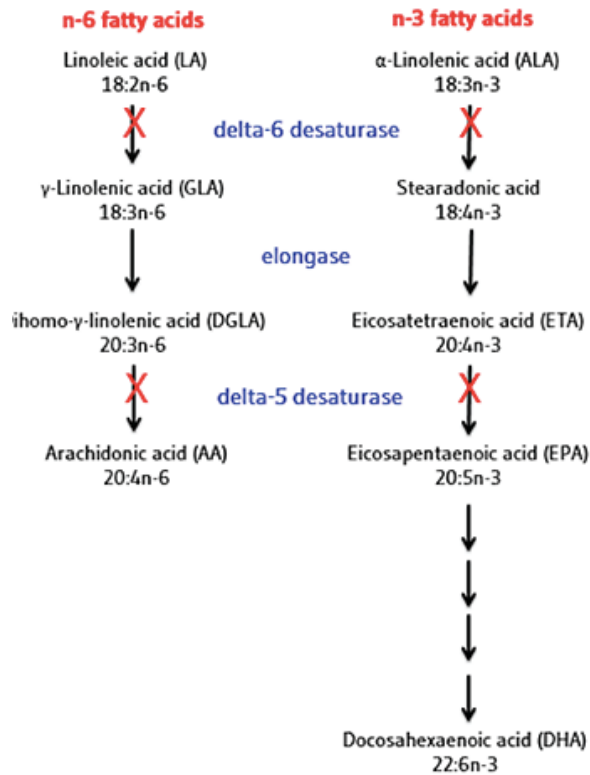 n-6 fatty acids
n-3 fatty acids
Linoleic acid (LA)
18:2n-6
α-Linolenic acid (ALA)
18:3n-3
X
delta-6 desaturase
X
γ-Linolenic acid (GLA)
18:3n-6
Stearadonic acid
18:4n-3
elongase
ihomo-γ-linolenic acid (DGLA)
20:3n-6
Eicosatetraenoic acid (ETA)
20:4n-3
X
delta-5 desaturase
X
Arachidonic acid (AA)
20:4n-6
Eicosapentaenoic acid (EPA)
20:5n-3
Docosahexaenoic acid (DHA)
22:6n-3